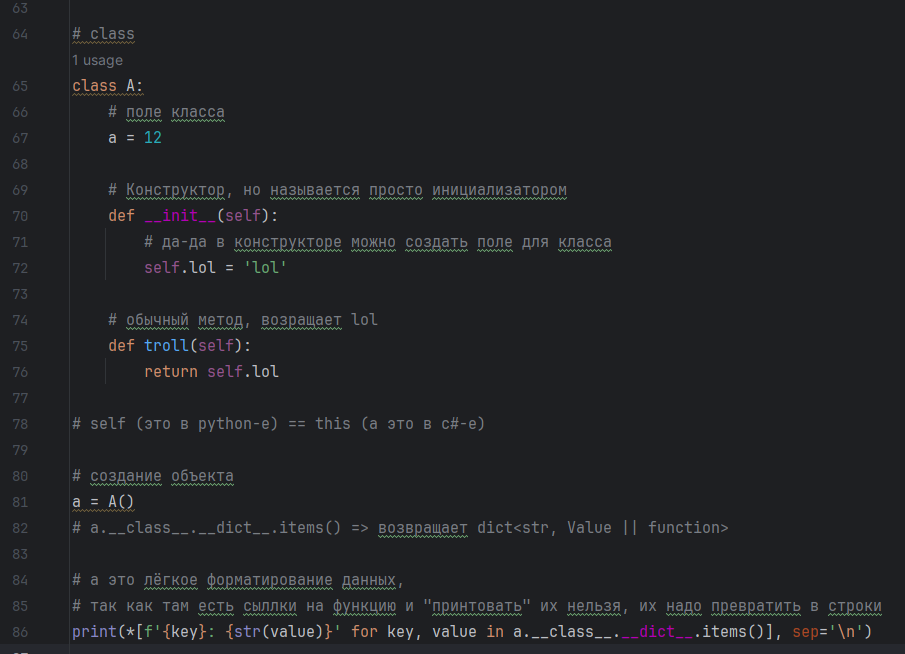 63
64 # class
1 usage
65 class A:
66 # поле класса
67 a = 12
68
69 # Конструктор, но называется просто инициализатором
70 def __init__(self):
71 # да-да в конструкторе можно создать поле для класса
72 self.lol = 'lol'
73
74 # обычный метод, возращает lol
75 def troll(self):
76 return self.lol
77
78 # self (это в python-е) == this (а это в c#-е)
79
80 # создание объекта
81 a = A()
82 # a.__class__.__dict__.items() => возвращает dict<str, Value || function>
83
84 # а это лёгкое форматирование данных,
85 # так как там есть сыллки на функцию и "принтовать" их нельзя, их надо превратить в строки
86 print(*[f'{key}: {str(value)}' for key, value in a.__class__.__dict__.items()], sep='\n')